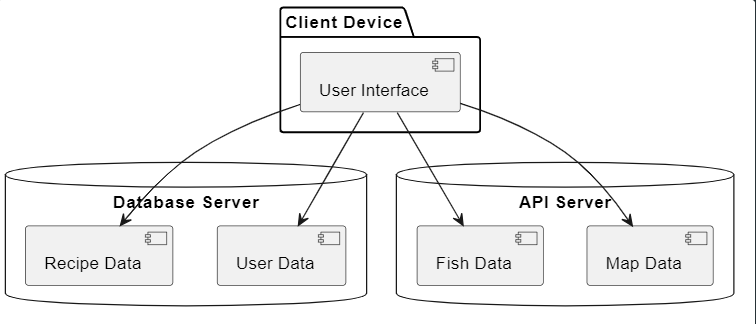 Client Device
User Interface
Database Server
API Server
Recipe Data
User Data
Fish Data
Map Data